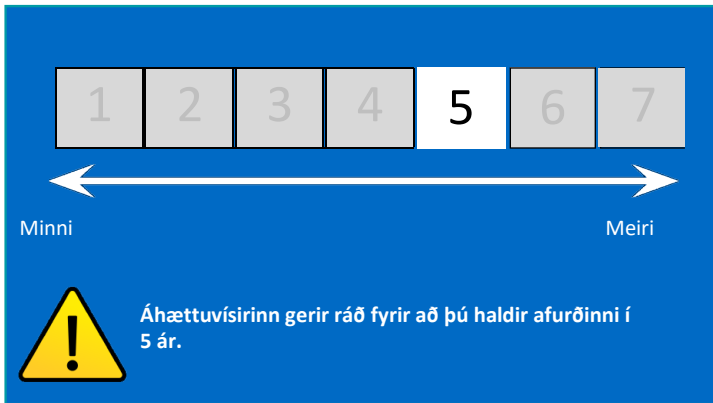 1 2 3 4 5 6 7
Minni Meiri
Áhættuvísirinn gerir ráð fyrir að þú haldir afurðinni í
5 ár.